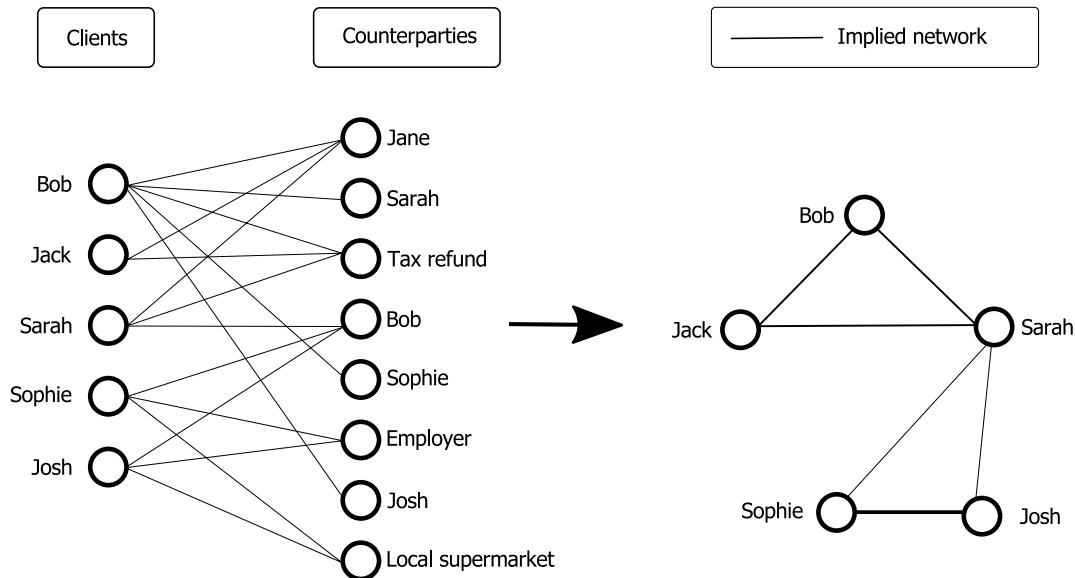 Clients
Counterparties
Implied network
Bob
Jack
Sarah
Sophie
Josh
Jane
Sarah
Tax refund
Bob
Sophie
Employer
Josh
Local supermarket
Bob
Jack
Sarah
Sophie
Josh